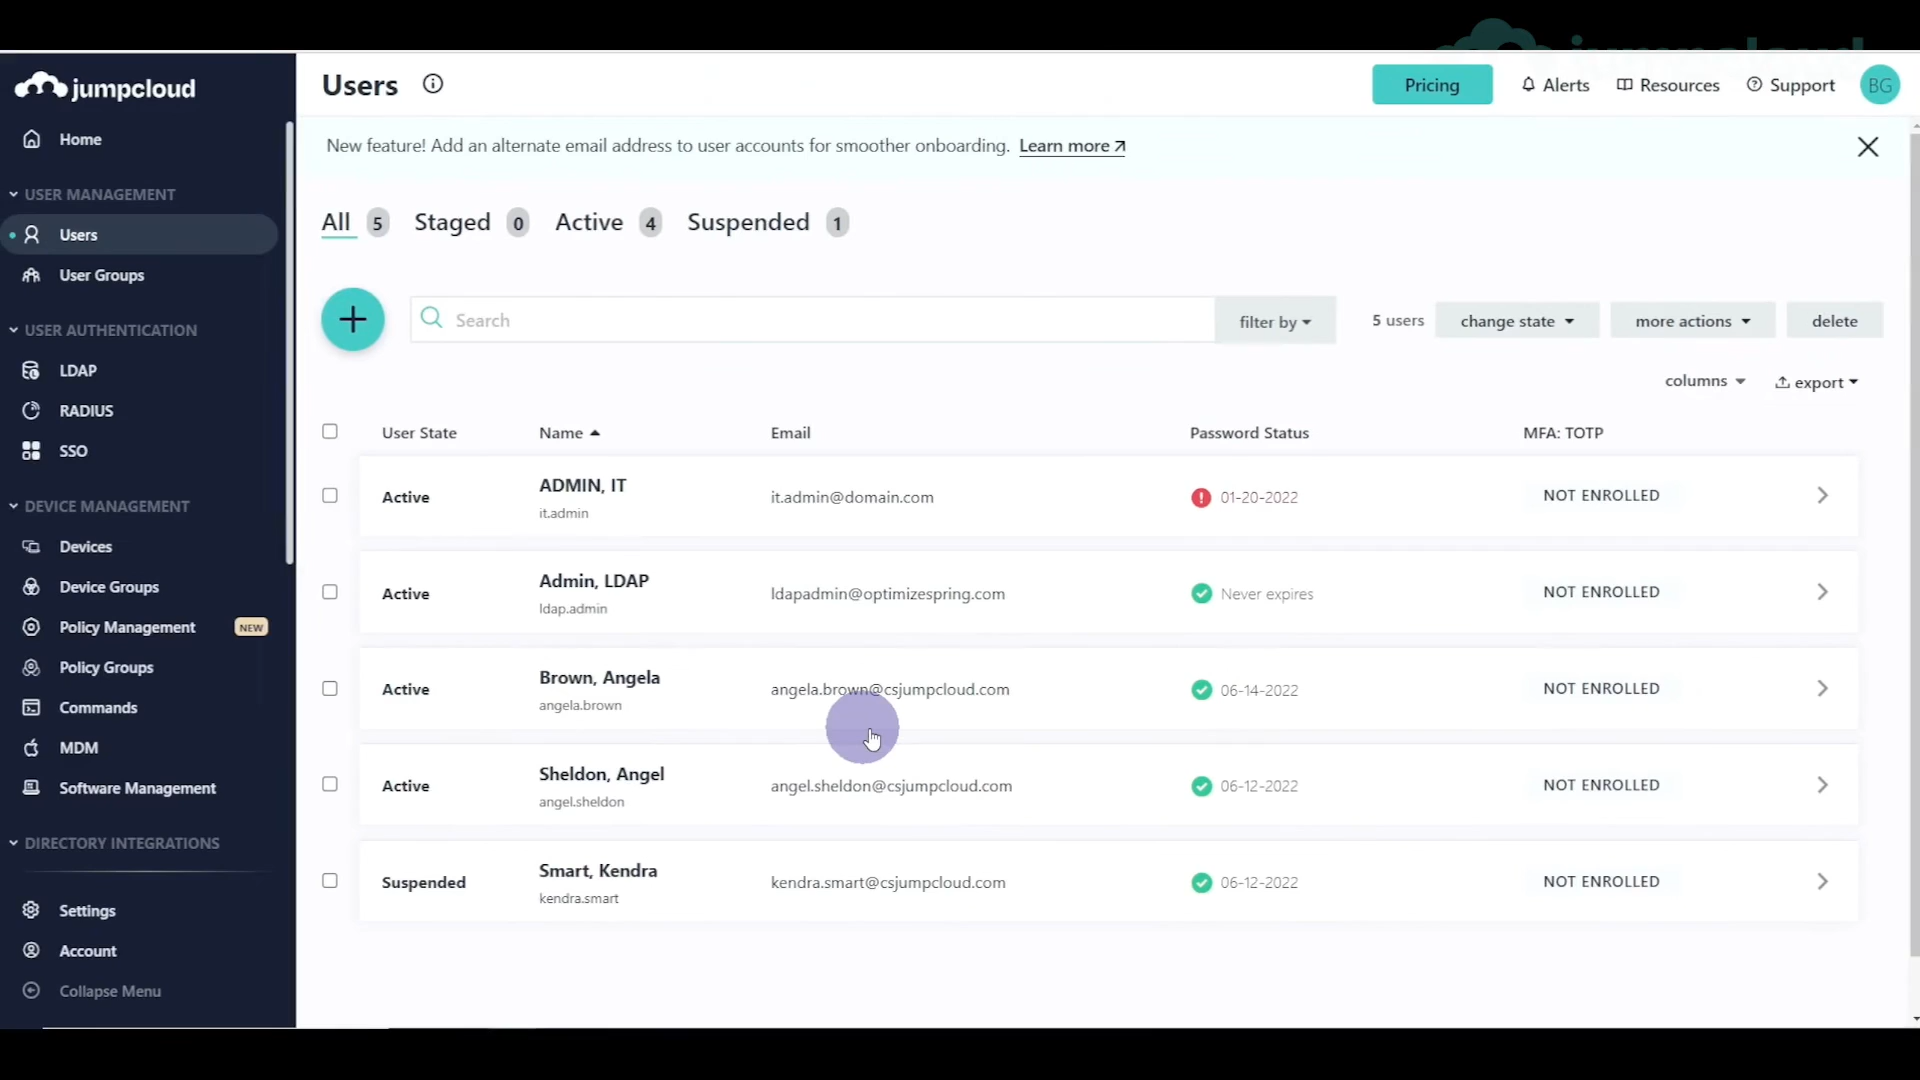 jumpcloud
Users
Pricing
Alerts
Resources
Support
BG
Home
New feature! Add an alternate email address to user accounts for smoother onboarding. Learn more
USER MANAGEMENT
Users
User Groups
All 5 Staged 0 Active 4 Suspended 1
USER AUTHENTICATION
LDAP
RADIUS
SSO
Search
filter by
5 users
change state
more actions
delete
columns
export
User State Name Email Password Status MFA: TOTP
Active ADMIN, IT it.admin@domain.com 01-20-2022 NOT ENROLLED
it.admin
Active Admin, LDAP ldapadmin@optimizespring.com Never expires NOT ENROLLED
ldap.admin
Active Brown, Angela angela.brown@csjumpcloud.com 06-14-2022 NOT ENROLLED
angela.brown
Active Sheldon, Angel angel.sheldon@csjumpcloud.com 06-12-2022 NOT ENROLLED
angel.sheldon
Suspended Smart, Kendra kendra.smart@csjumpcloud.com 06-12-2022 NOT ENROLLED
kendra.smart
DEVICE MANAGEMENT
Devices
Device Groups
Policy Management NEW
Policy Groups
Commands
MDM
Software Management
DIRECTORY INTEGRATIONS
Settings
Account
Collapse Menu